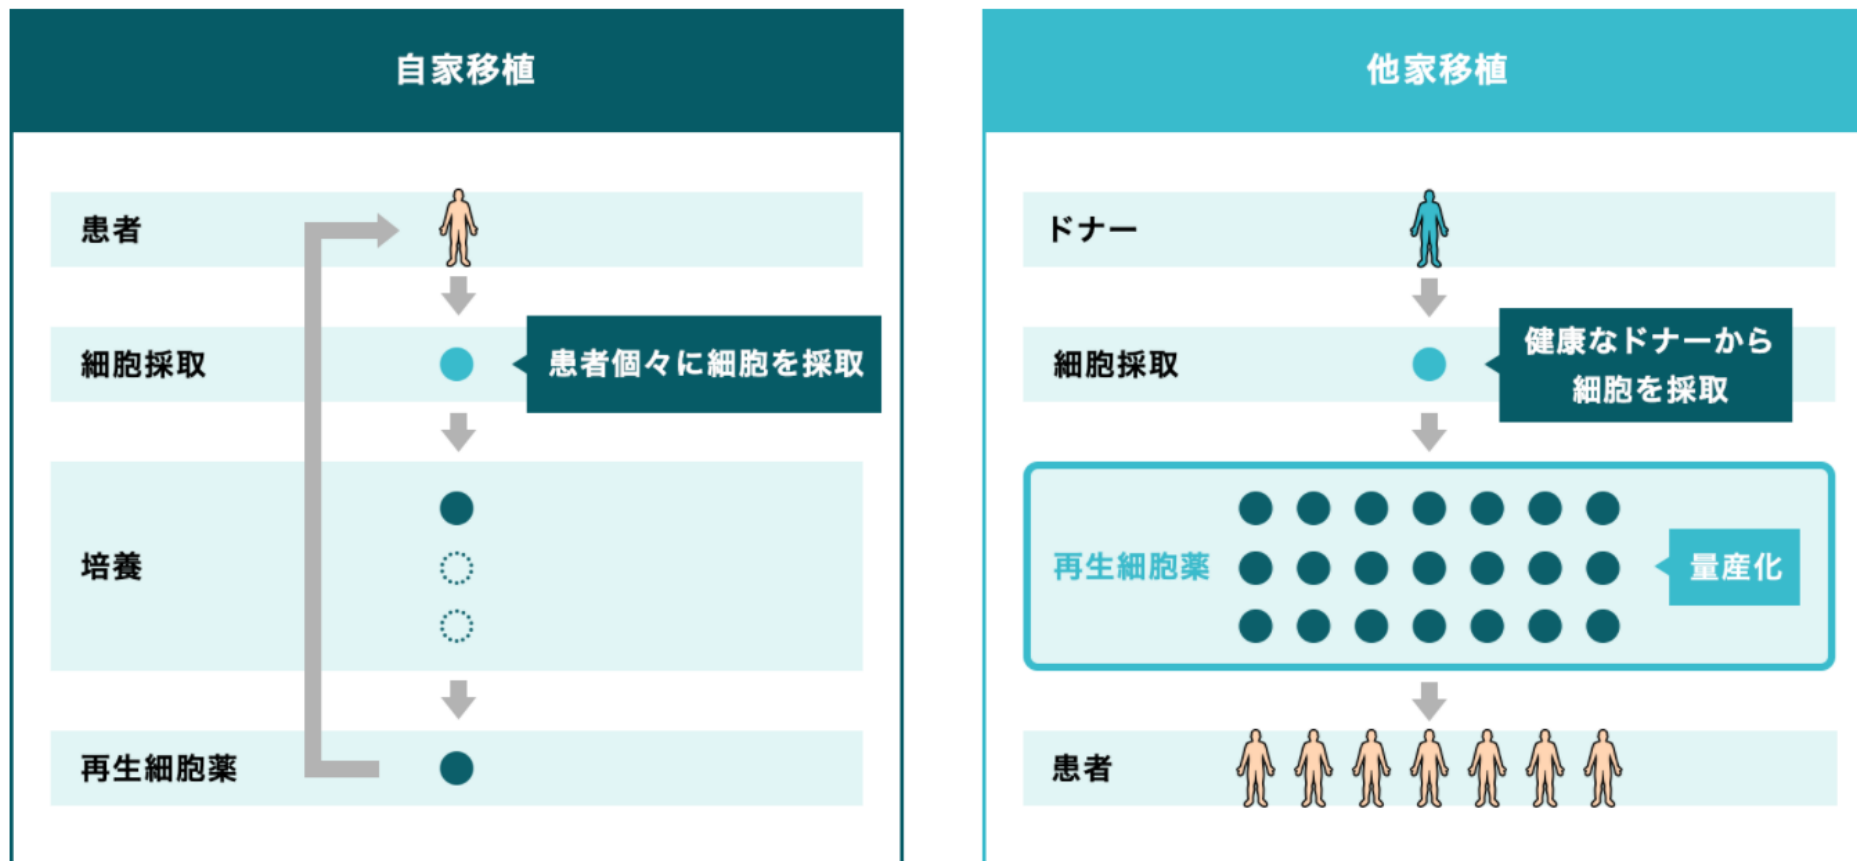 自家移植
患者
細胞採取
患者個々に細胞を採取
培養
再生細胞薬
他家移植
ドナー
細胞採取
健康なドナーから
細胞を採取
再生細胞薬
量産化
患者